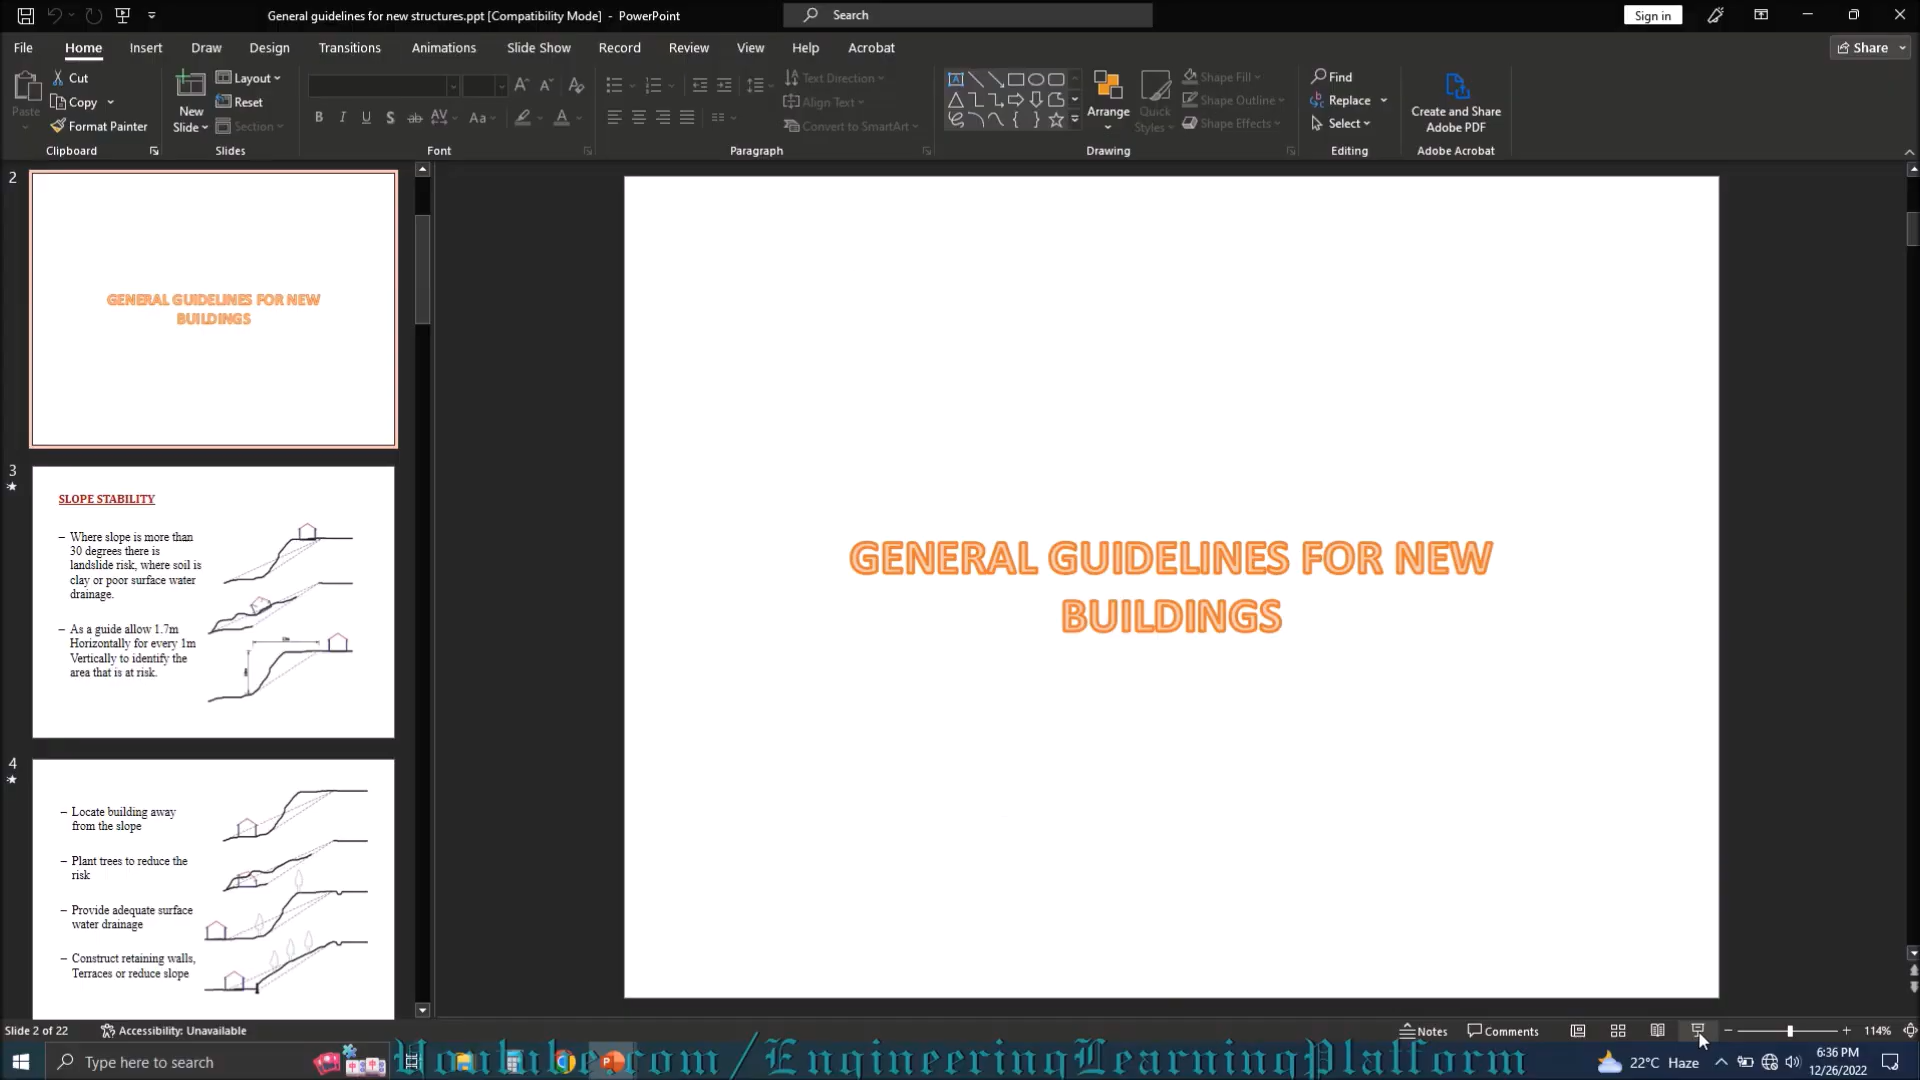 General guidelines for new structures.ppt [Compatibility Mode] - PowerPoint
Search
Sign in
File Home Insert Draw Design Transitions Animations Slide Show Record Review View Help Acrobat
Share
Paste
Cut
Copy
Format Painter
Clipboard
New Slide
Layout
Reset
Section
Slides
Font
Text Direction
Align Text
Convert to SmartArt
Paragraph
Arrange
Quick Styles
Shape Fill
Shape Outline
Shape Effects
Drawing
Find
Replace
Select
Editing
Create and Share
Adobe PDF
Adobe Acrobat
2
GENERAL GUIDELINES FOR NEW
BUILDINGS
3
SLOPE STABILITY
– Where slope is more than
30 degrees there is
landslide risk, where soil is
clay or poor surface water
drainage.
– As a guide allow 1.7m
Horizontally for every 1m
Vertically to identify the
area that is at risk.
4
– Locate building away
from the slope
– Plant trees to reduce the
risk
– Provide adequate surface
water drainage
– Construct retaining walls,
Terraces or reduce slope
GENERAL GUIDELINES FOR NEW
BUILDINGS
Slide 2 of 22
Accessibility: Unavailable
Notes
Comments
114%
Type here to search
Youtube.com/EngineeringLearningPlatform
22°C Haze
6:36 PM
12/26/2022